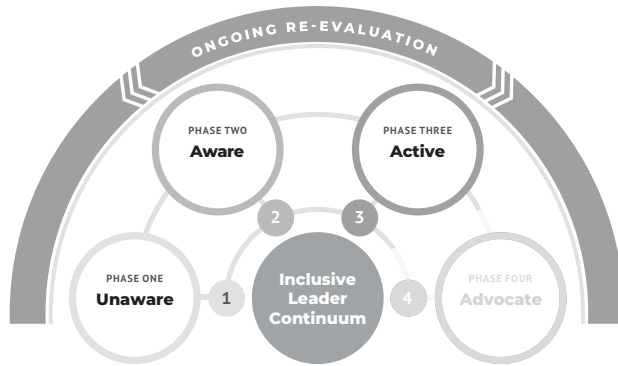 ONGOING RE-EVALUATION
PHASE TWO
Aware
PHASE THREE
Active
2
3
PHASE ONE
Unaware
1
Inclusive
Leader
Continuum
4
PHASE FOUR
Advocate